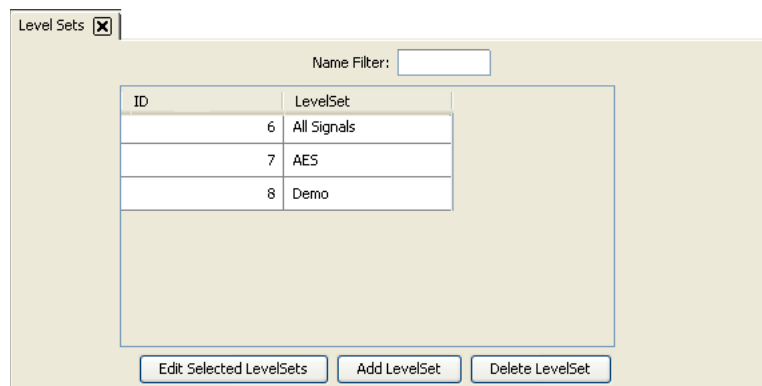 Level Sets
Name Filter:
ID LevelSet
6 All Signals
7 AES
8 Demo
Edit Selected LevelSets Add LevelSet Delete LevelSet